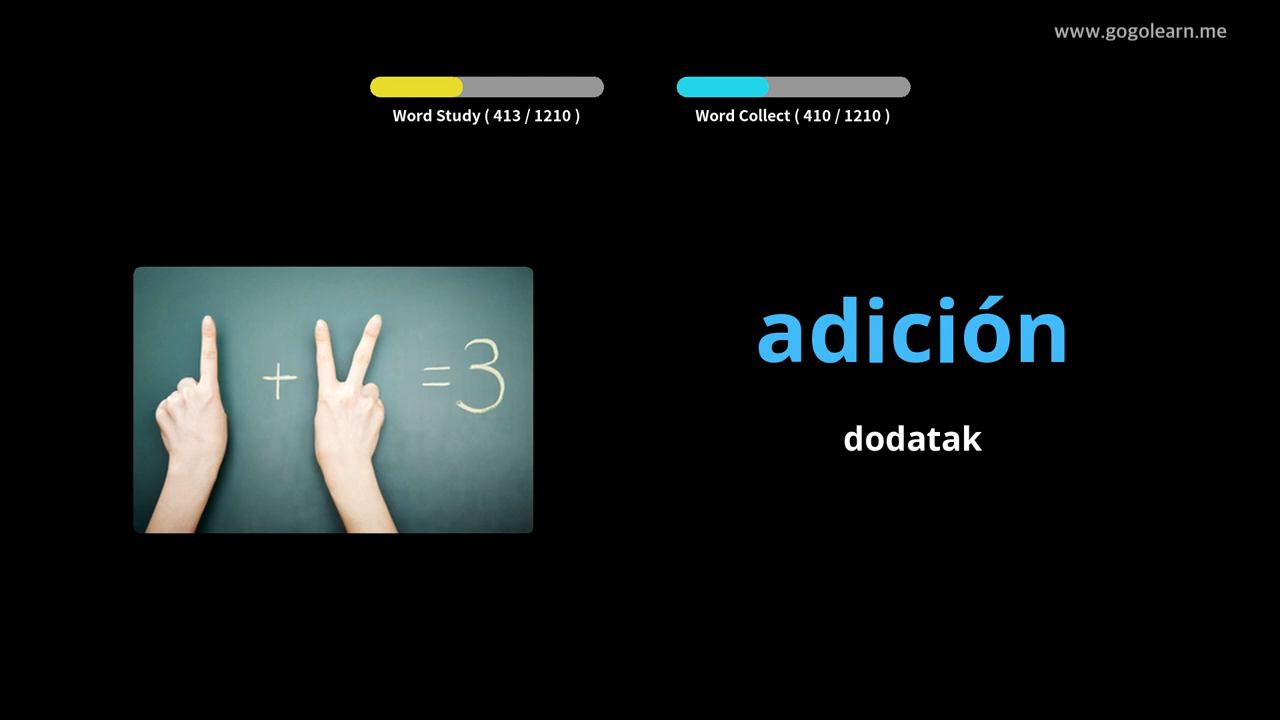 www.gogolearn.me
Word Study ( 413 / 1210 )
Word Collect ( 410 / 1210 )
+ = 3
adición
dodatak